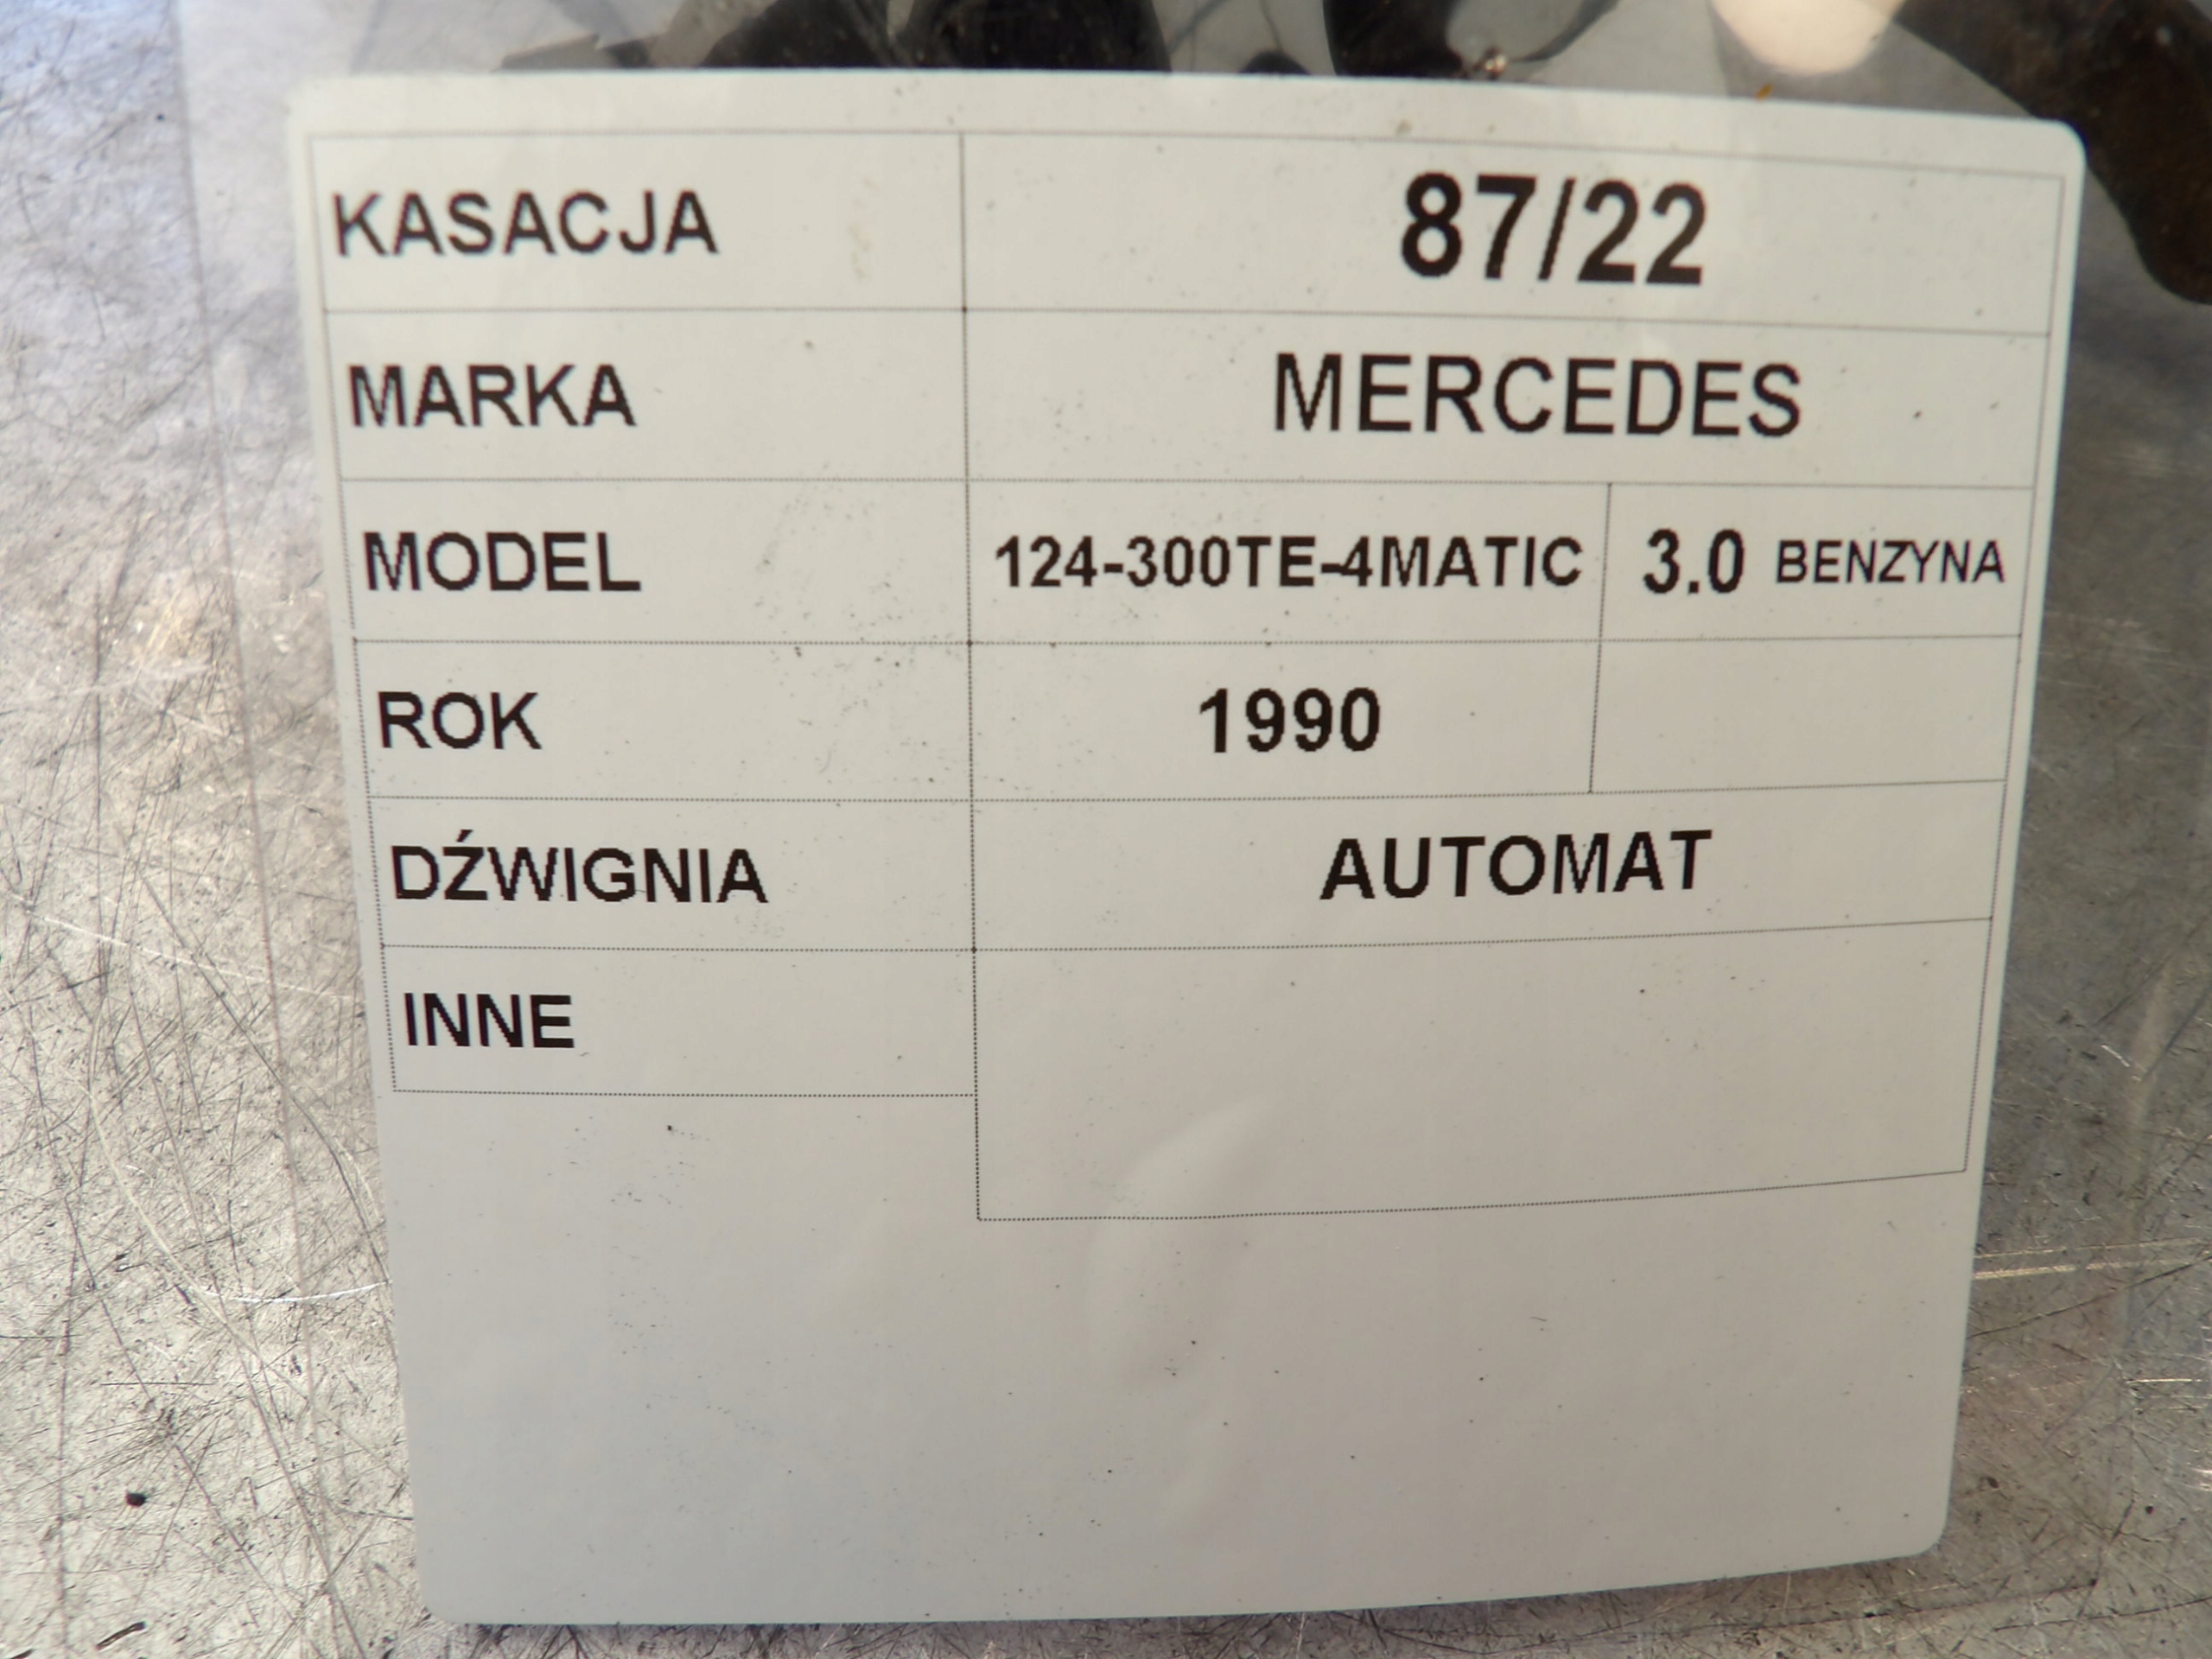 KASACJA 87/22
MARKA MERCEDES
MODEL 124-300TE-4MATIC 3.0 BENZYNA
ROK 1990
DŹWIGNIA AUTOMAT
INNE